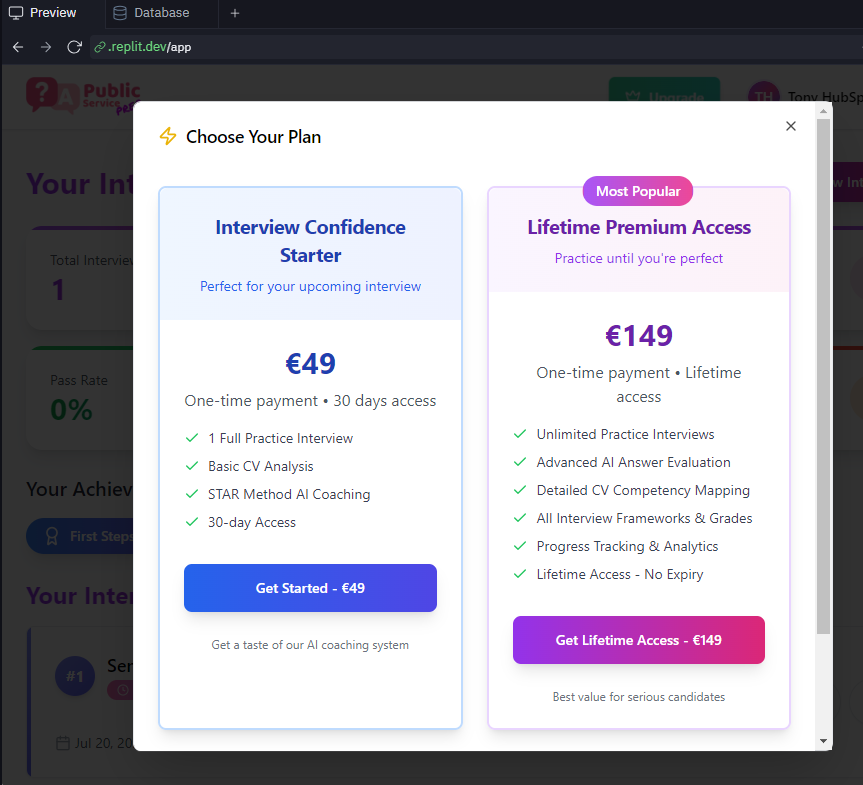 Preview
Database
.replit.dev/app
?
A
Public
Service
Upgrade
TH
Tony HubSp
Choose Your Plan
Your Int
w Int
Total Interview
1
Pass Rate
0%
Your Achiev
First Steps
Your Inter
#1
Sen
Jul 20, 20
Interview Confidence
Starter
Perfect for your upcoming interview
€49
One-time payment • 30 days access
1 Full Practice Interview
Basic CV Analysis
STAR Method AI Coaching
30-day Access
Get Started - €49
Get a taste of our AI coaching system
Most Popular
Lifetime Premium Access
Practice until you're perfect
€149
One-time payment • Lifetime
access
Unlimited Practice Interviews
Advanced AI Answer Evaluation
Detailed CV Competency Mapping
All Interview Frameworks & Grades
Progress Tracking & Analytics
Lifetime Access - No Expiry
Get Lifetime Access - €149
Best value for serious candidates